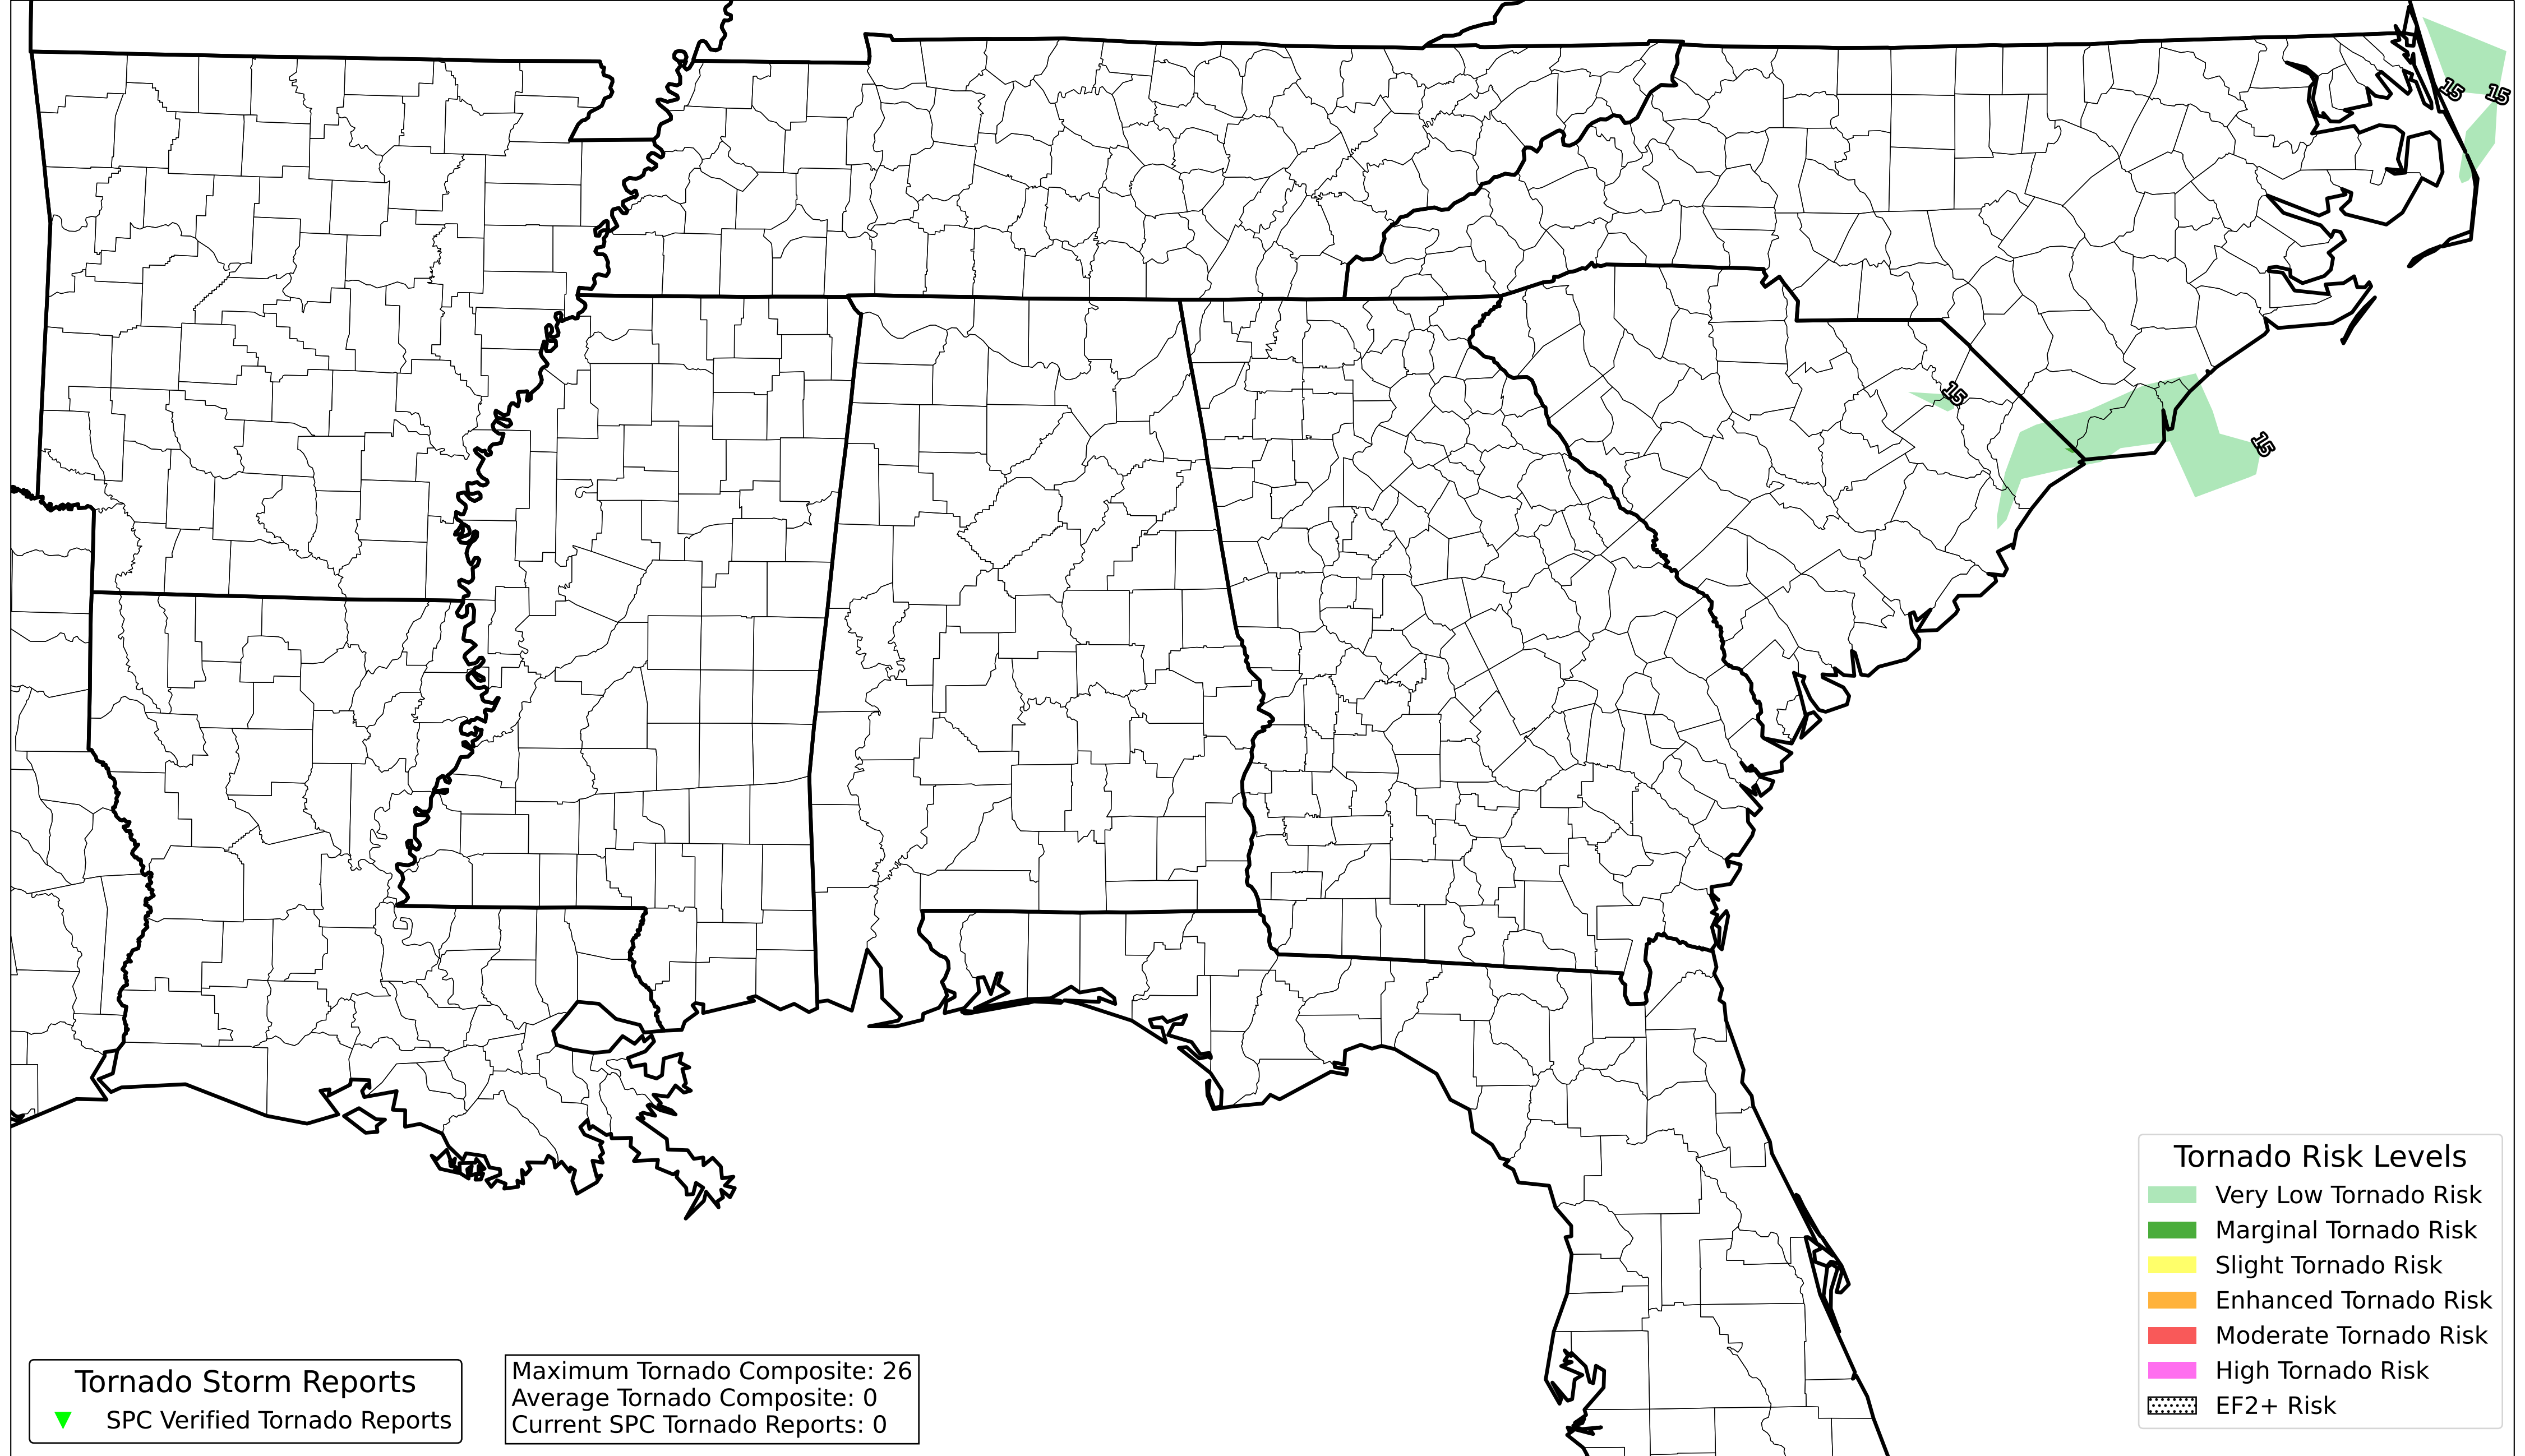 15
15
15
15
Tornado Risk Levels
Very Low Tornado Risk
Marginal Tornado Risk
Slight Tornado Risk
Enhanced Tornado Risk
Moderate Tornado Risk
High Tornado Risk
EF2+ Risk
Tornado Storm Reports
SPC Verified Tornado Reports
Maximum Tornado Composite: 26
Average Tornado Composite: 0
Current SPC Tornado Reports: 0